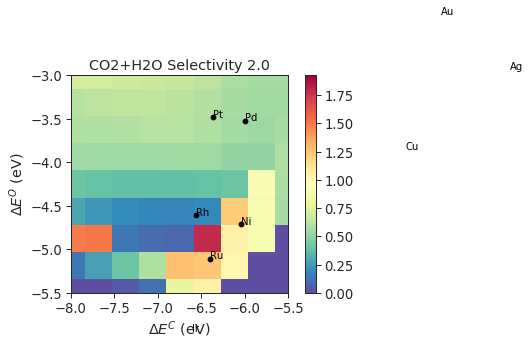 Au
Ag
CO2+H2O Selectivity 2.0
Cu
Pt
Pd
Rh
Ni
Ru
Ir
−3.0
−3.5
−4.0
−4.5
−5.0
−5.5
ΔE^O (eV)
−8.0 −7.5 −7.0 −6.5 −6.0 −5.5
ΔE^C (eV)
1.75
1.50
1.25
1.00
0.75
0.50
0.25
0.00